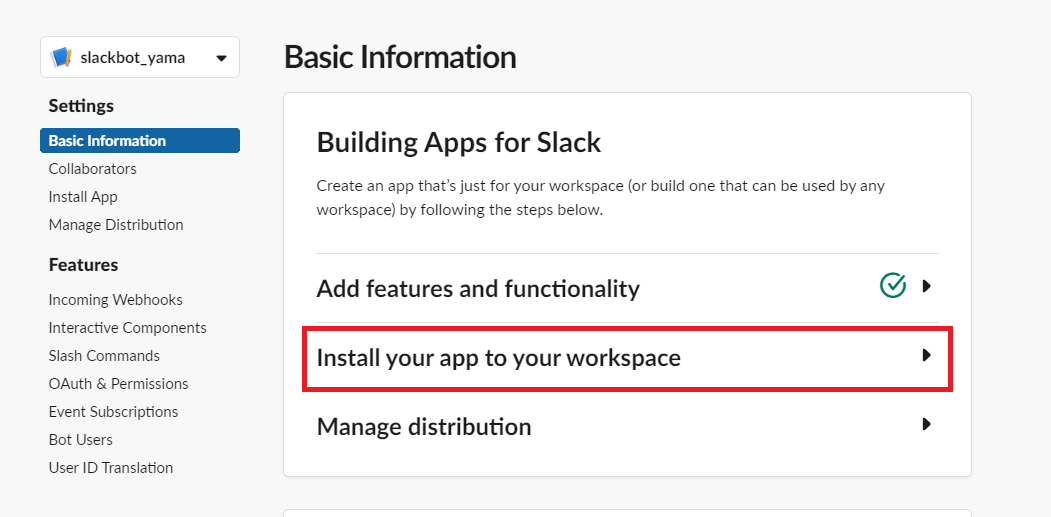 slackbot_yama
Settings
Basic Information
Collaborators
Install App
Manage Distribution
Features
Incoming Webhooks
Interactive Components
Slash Commands
OAuth & Permissions
Event Subscriptions
Bot Users
User ID Translation
Basic Information
Building Apps for Slack
Create an app that’s just for your workspace (or build one that can be used by any
workspace) by following the steps below.
Add features and functionality
Install your app to your workspace
Manage distribution